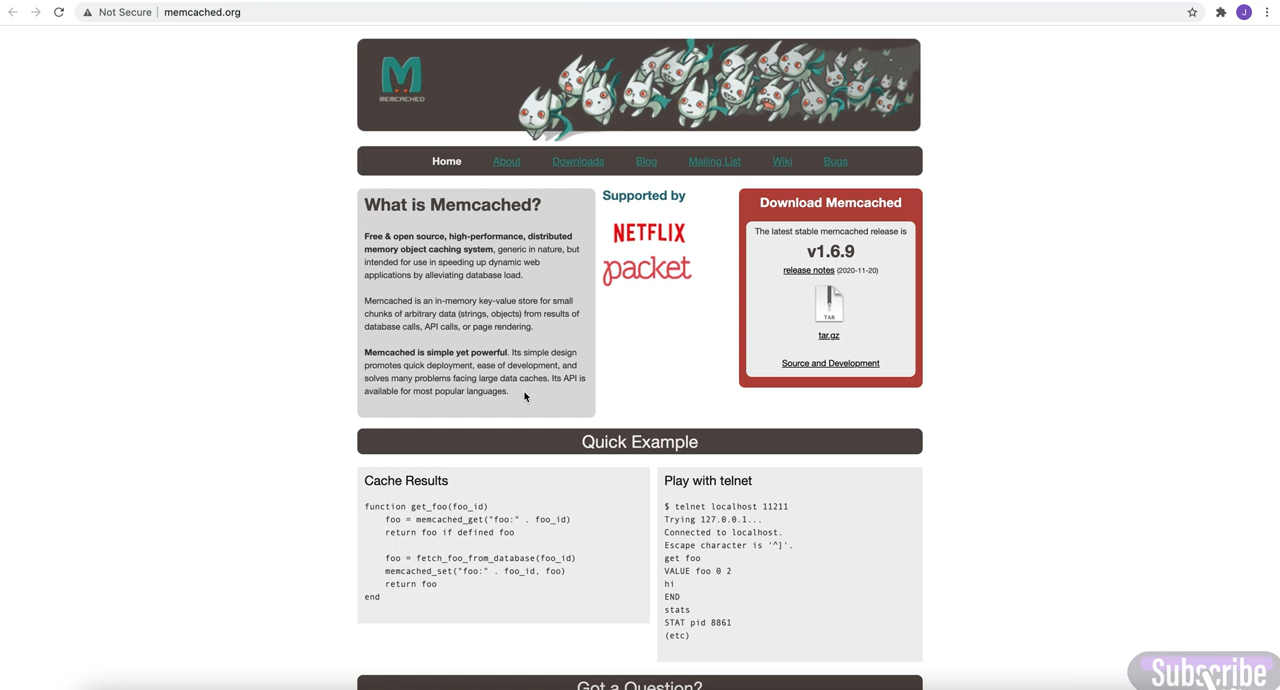 Not Secure | memcached.org
J
MEMCACHED
Home About Downloads Blog Mailing List Wiki Bugs
What is Memcached?
Free & open source, high-performance, distributed
memory object caching system, generic in nature, but
intended for use in speeding up dynamic web
applications by alleviating database load.
Memcached is an in-memory key-value store for small
chunks of arbitrary data (strings, objects) from results of
database calls, API calls, or page rendering.
Memcached is simple yet powerful. Its simple design
promotes quick deployment, ease of development, and
solves many problems facing large data caches. Its API is
available for most popular languages.
Supported by
NETFLIX
packet
Download Memcached
The latest stable memcached release is
v1.6.9
release notes (2020-11-20)
TAR
tar.gz
Source and Development
Quick Example
Cache Results
function get_foo(foo_id)
foo = memcached_get("foo:" . foo_id)
return foo if defined foo
foo = fetch_foo_from_database(foo_id)
memcached_set("foo:" . foo_id, foo)
return foo
end
Play with telnet
$ telnet localhost 11211
Trying 127.0.0.1...
Connected to localhost.
Escape character is '^]'.
get foo
VALUE foo 0 2
hi
END
stats
STAT pid 8861
(etc)
Got a Question?
Subscribe